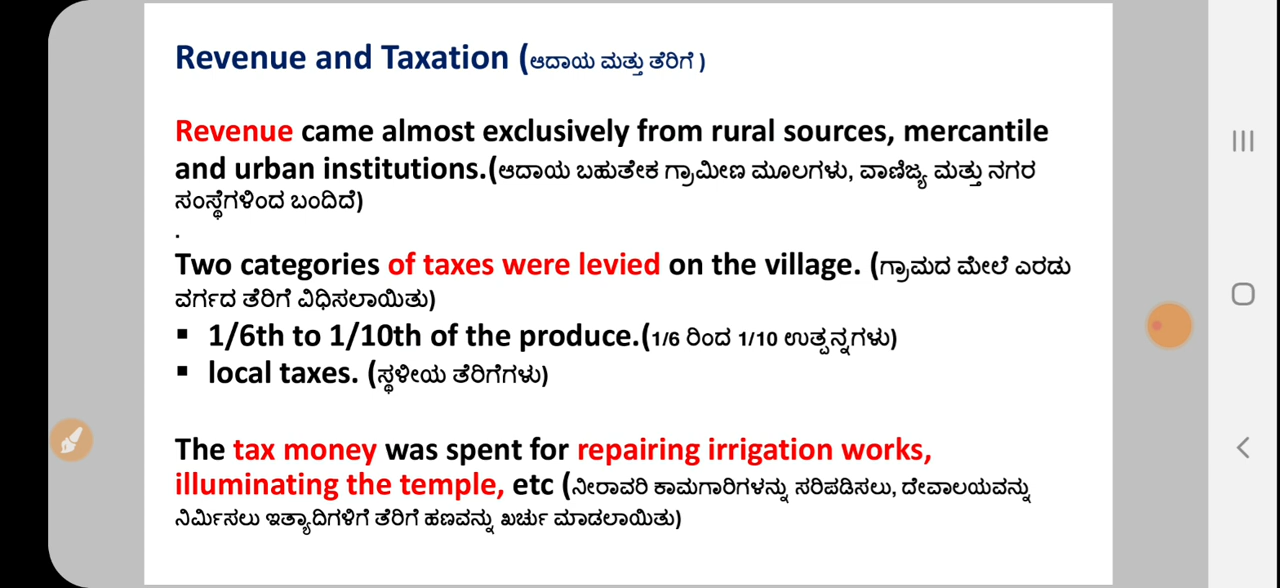 Revenue and Taxation (ಆದಾಯ ಮತ್ತು ತೆರಿಗೆ )
Revenue came almost exclusively from rural sources, mercantile
and urban institutions.(ಆದಾಯ ಬಹುತೇಕ ಗ್ರಾಮೀಣ ಮೂಲಗಳು, ವಾಣಿಜ್ಯ ಮತ್ತು ನಗರ
ಸಂಸ್ಥೆಗಳಿಂದ ಬಂದಿದೆ)
.
Two categories of taxes were levied on the village. (ಗ್ರಾಮದ ಮೇಲೆ ಎರಡು
ವರ್ಗದ ತೆರಿಗೆ ವಿಧಿಸಲಾಯಿತು)
▪ 1/6th to 1/10th of the produce.(1/6 ರಿಂದ 1/10 ಉತ್ಪನ್ನಗಳು)
▪ local taxes. (ಸ್ಥಳೀಯ ತೆರಿಗೆಗಳು)
The tax money was spent for repairing irrigation works,
illuminating the temple, etc (ನೀರಾವರಿ ಕಾಮಗಾರಿಗಳನ್ನು ಸರಿಪಡಿಸಲು, ದೇವಾಲಯವನ್ನು
ನಿರ್ಮಿಸಲು ಇತ್ಯಾದಿಗಳಿಗೆ ತೆರಿಗೆ ಹಣವನ್ನು ಖರ್ಚು ಮಾಡಲಾಯಿತು)